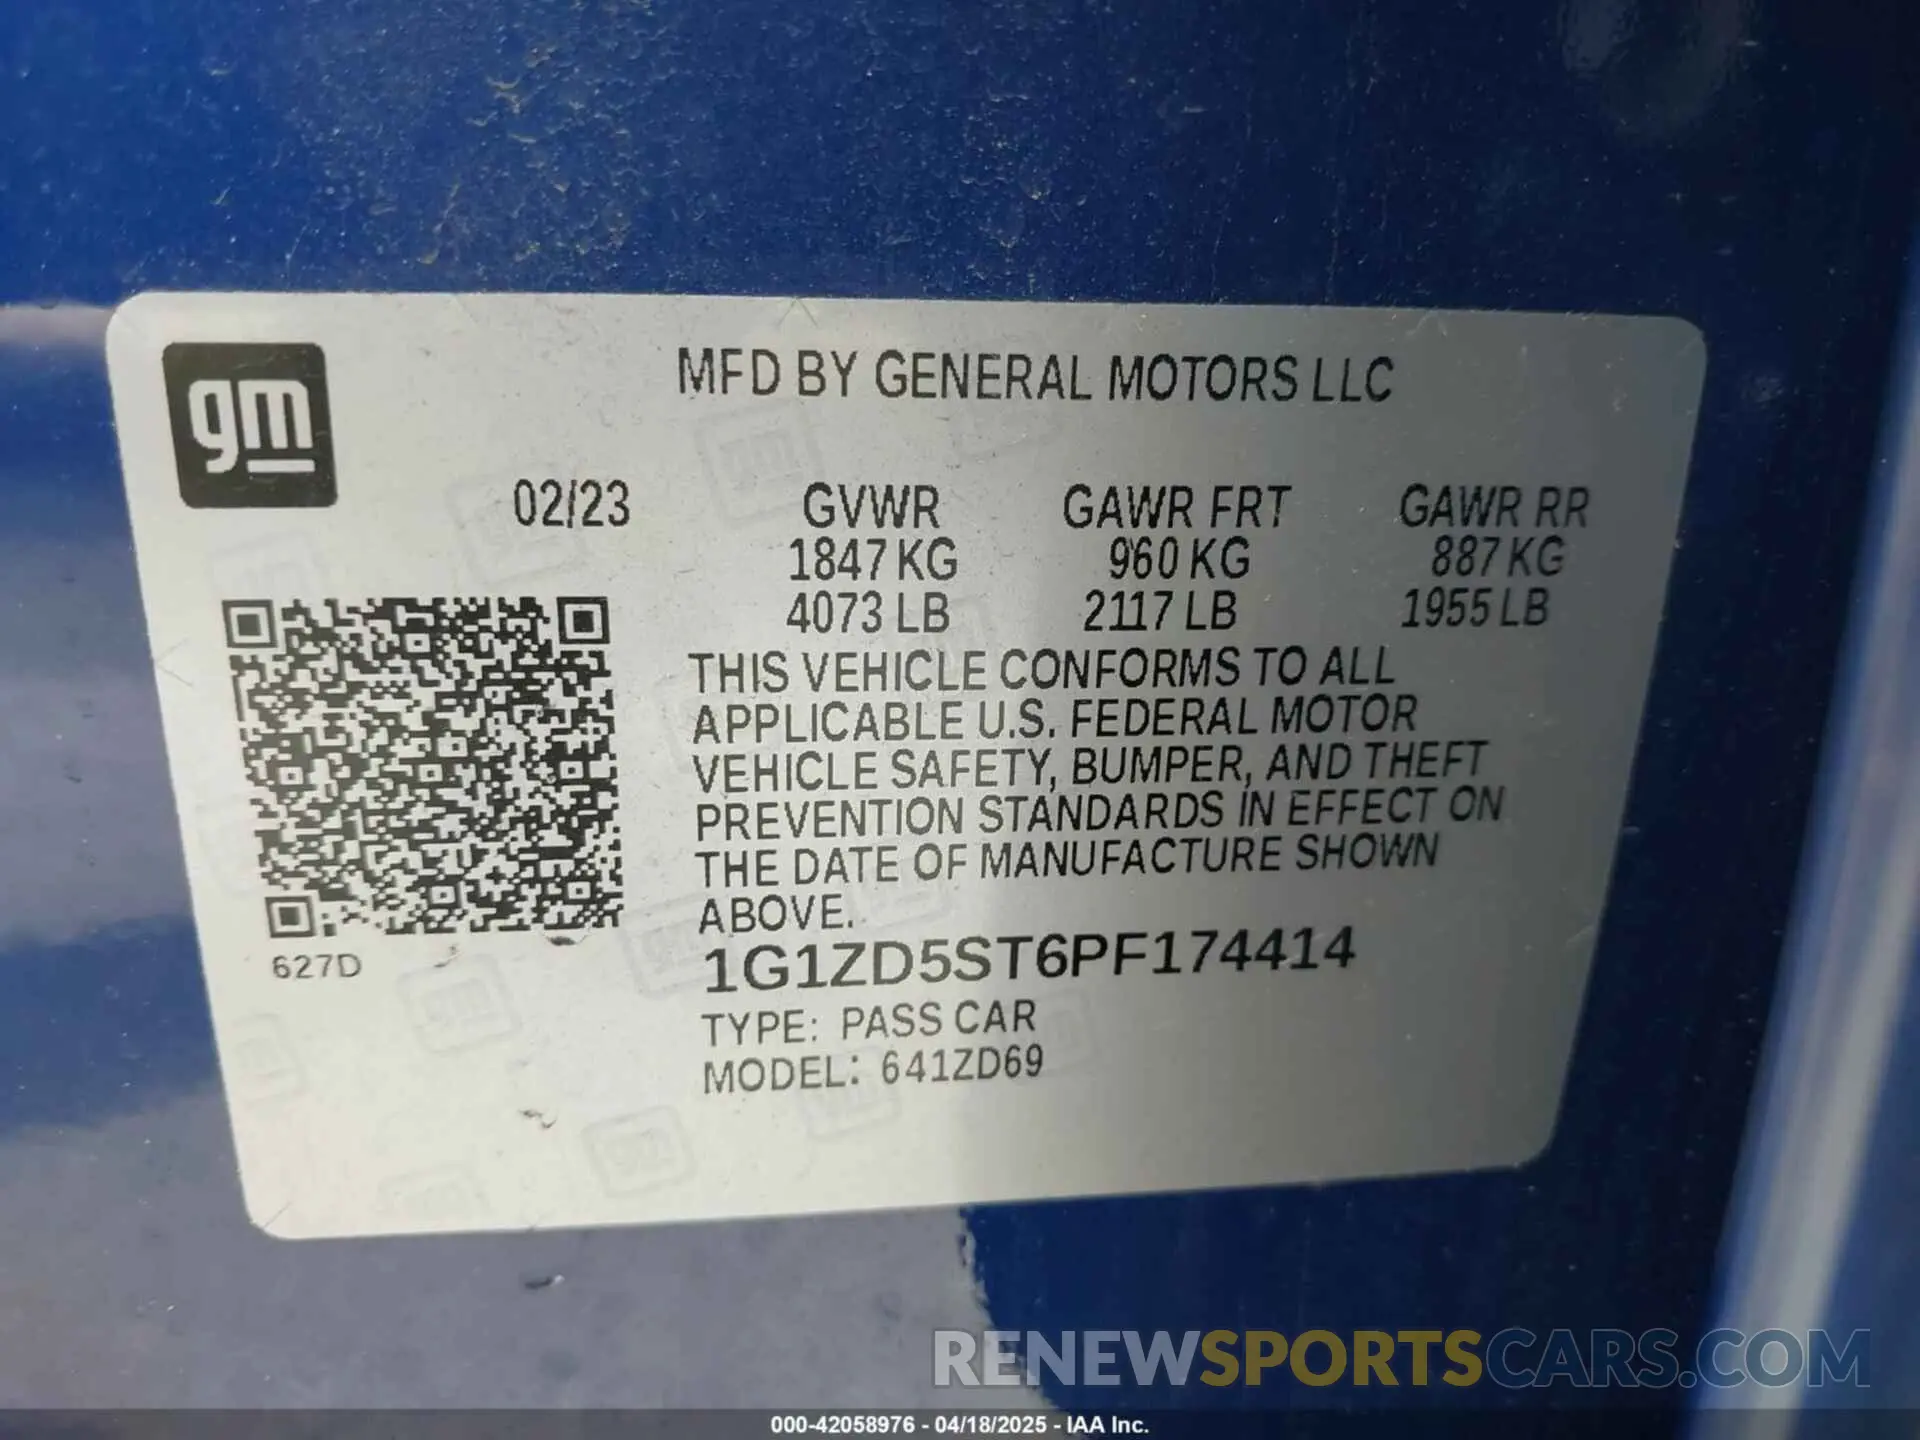 gm
MFD BY GENERAL MOTORS LLC
02/23 GVWR GAWR FRT GAWR RR
1847 KG 960 KG 887 KG
4073 LB 2117 LB 1955 LB
THIS VEHICLE CONFORMS TO ALL
APPLICABLE U.S. FEDERAL MOTOR
VEHICLE SAFETY, BUMPER, AND THEFT
PREVENTION STANDARDS IN EFFECT ON
THE DATE OF MANUFACTURE SHOWN
ABOVE.
627D
1G1ZD5ST6PF174414
TYPE: PASS CAR
MODEL: 641ZD69
RENEWSPORTSCARS.COM
000-42058976 - 04/18/2025 - IAA Inc.